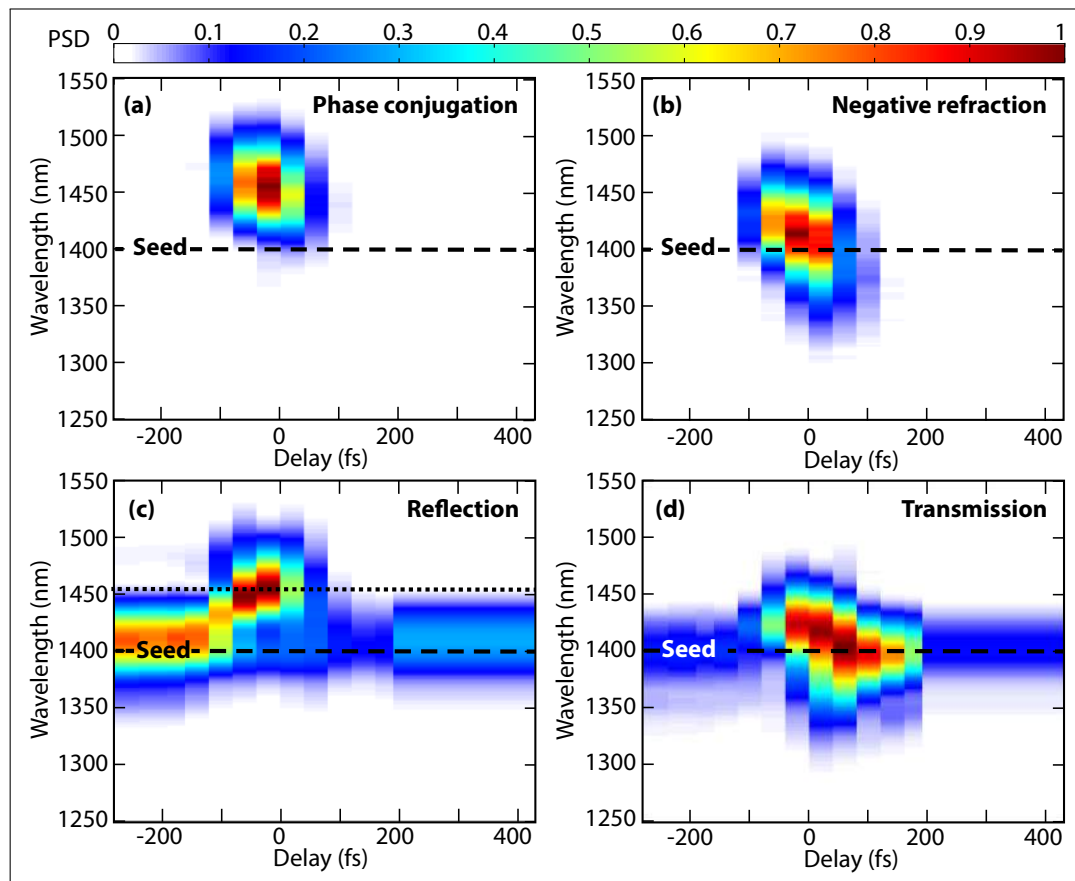 PSD 0 0.1 0.2 0.3 0.4 0.5 0.6 0.7 0.8 0.9 1
(a) Phase conjugation
1550
1500
1450
1400
1350
1300
1250
Wavelength (nm)
Seed
-200 0 200 400
Delay (fs)
(b) Negative refraction
1550
1500
1450
1400
1350
1300
1250
Wavelength (nm)
Seed
-200 0 200 400
Delay (fs)
(c) Reflection
1550
1500
1450
1400
1350
1300
1250
Wavelength (nm)
Seed
-200 0 200 400
Delay (fs)
(d) Transmission
1550
1500
1450
1400
1350
1300
1250
Wavelength (nm)
Seed
-200 0 200 400
Delay (fs)